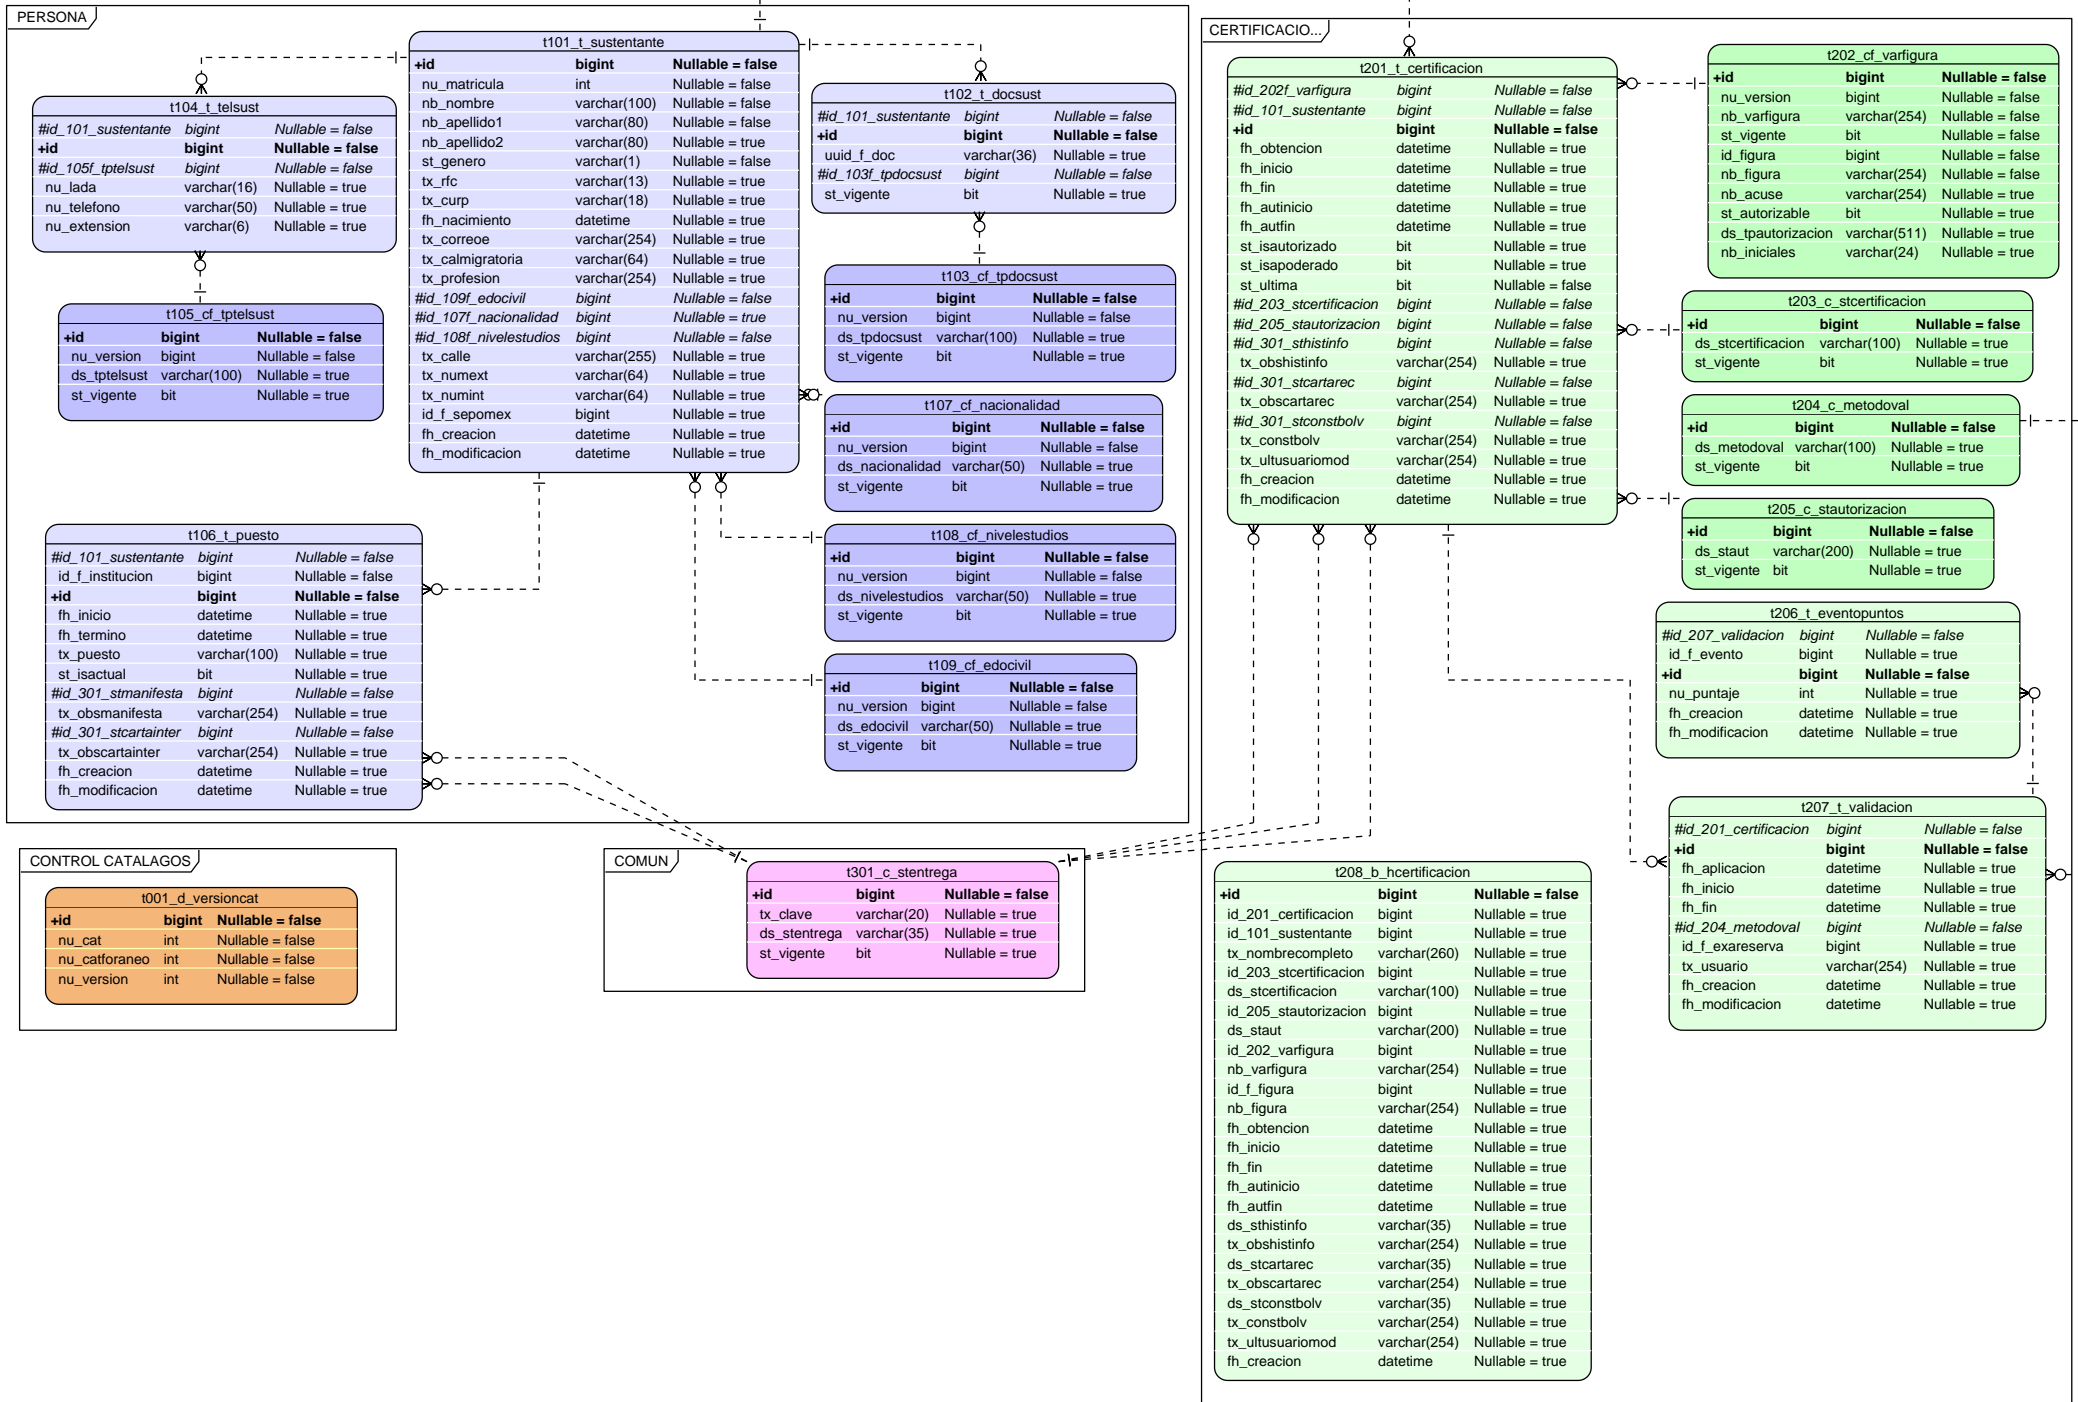 PERSONA
t101_t_sustentante
+id bigint Nullable = false
nu_matricula int Nullable = false
nb_nombre varchar(100) Nullable = false
nb_apellido1 varchar(80) Nullable = false
nb_apellido2 varchar(80) Nullable = true
st_genero varchar(1) Nullable = false
tx_rfc varchar(13) Nullable = true
tx_curp varchar(18) Nullable = true
fh_nacimiento datetime Nullable = true
tx_correoe varchar(254) Nullable = true
tx_calmigratoria varchar(64) Nullable = true
tx_profesion varchar(254) Nullable = true
#id_109f_edocivil bigint Nullable = false
#id_107f_nacionalidad bigint Nullable = true
#id_108f_nivelestudios bigint Nullable = false
tx_calle varchar(255) Nullable = true
tx_numext varchar(64) Nullable = true
tx_numint varchar(64) Nullable = true
id_f_sepomex bigint Nullable = true
fh_creacion datetime Nullable = true
fh_modificacion datetime Nullable = true
t104_t_telsust
#id_101_sustentante bigint Nullable = false
+id bigint Nullable = false
#id_105f_tptelsust bigint Nullable = false
nu_lada varchar(16) Nullable = true
nu_telefono varchar(50) Nullable = true
nu_extension varchar(6) Nullable = true
t105_cf_tptelsust
+id bigint Nullable = false
nu_version bigint Nullable = false
ds_tptelsust varchar(100) Nullable = true
st_vigente bit Nullable = true
t102_t_docsust
#id_101_sustentante bigint Nullable = false
+id bigint Nullable = false
uuid_f_doc varchar(36) Nullable = true
#id_103f_tpdocsust bigint Nullable = false
st_vigente bit Nullable = true
t103_cf_tpdocsust
+id bigint Nullable = false
nu_version bigint Nullable = false
ds_tpdocsust varchar(100) Nullable = true
st_vigente bit Nullable = true
t107_cf_nacionalidad
+id bigint Nullable = false
nu_version bigint Nullable = false
ds_nacionalidad varchar(50) Nullable = true
st_vigente bit Nullable = true
t108_cf_nivelestudios
+id bigint Nullable = false
nu_version bigint Nullable = false
ds_nivelestudios varchar(50) Nullable = true
st_vigente bit Nullable = true
t109_cf_edocivil
+id bigint Nullable = false
nu_version bigint Nullable = false
ds_edocivil varchar(50) Nullable = true
st_vigente bit Nullable = true
t106_t_puesto
#id_101_sustentante bigint Nullable = false
id_f_institucion bigint Nullable = false
+id bigint Nullable = false
fh_inicio datetime Nullable = true
fh_termino datetime Nullable = true
tx_puesto varchar(100) Nullable = true
st_isactual bit Nullable = true
#id_301_stmanifesta bigint Nullable = false
tx_obsmanifesta varchar(254) Nullable = true
#id_301_stcartainter bigint Nullable = false
tx_obscartainter varchar(254) Nullable = true
fh_creacion datetime Nullable = true
fh_modificacion datetime Nullable = true
CONTROL CATALAGOS
t001_d_versioncat
+id bigint Nullable = false
nu_cat int Nullable = false
nu_catforaneo int Nullable = false
nu_version int Nullable = false
COMUN
t301_c_stentrega
+id bigint Nullable = false
tx_clave varchar(20) Nullable = true
ds_stentrega varchar(35) Nullable = true
st_vigente bit Nullable = true
CERTIFICACIO...
t201_t_certificacion
#id_202f_varfigura bigint Nullable = false
#id_101_sustentante bigint Nullable = false
+id bigint Nullable = false
fh_obtencion datetime Nullable = true
fh_inicio datetime Nullable = true
fh_fin datetime Nullable = true
fh_autinicio datetime Nullable = true
fh_autfin datetime Nullable = true
st_isautorizado bit Nullable = true
st_isapoderado bit Nullable = true
st_ultima bit Nullable = false
#id_203_stcertificacion bigint Nullable = false
#id_205_stautorizacion bigint Nullable = false
#id_301_sthistinfo bigint Nullable = false
tx_obshistinfo varchar(254) Nullable = true
#id_301_stcartarec bigint Nullable = false
tx_obscartarec varchar(254) Nullable = true
#id_301_stconstbolv bigint Nullable = false
tx_constbolv varchar(254) Nullable = true
tx_ultusuariomod varchar(254) Nullable = true
fh_creacion datetime Nullable = true
fh_modificacion datetime Nullable = true
t202_cf_varfigura
+id bigint Nullable = false
nu_version bigint Nullable = false
nb_varfigura varchar(254) Nullable = false
st_vigente bit Nullable = false
id_figura bigint Nullable = false
nb_figura varchar(254) Nullable = false
nb_acuse varchar(254) Nullable = true
st_autorizable bit Nullable = true
ds_tpautorizacion varchar(511) Nullable = true
nb_iniciales varchar(24) Nullable = true
t203_c_stcertificacion
+id bigint Nullable = false
ds_stcertificacion varchar(100) Nullable = true
st_vigente bit Nullable = true
t204_c_metodoval
+id bigint Nullable = false
ds_metodoval varchar(100) Nullable = true
st_vigente bit Nullable = true
t205_c_stautorizacion
+id bigint Nullable = false
ds_staut varchar(200) Nullable = true
st_vigente bit Nullable = true
t206_t_eventopuntos
#id_207_validacion bigint Nullable = false
id_f_evento bigint Nullable = true
+id bigint Nullable = false
nu_puntaje int Nullable = true
fh_creacion datetime Nullable = true
fh_modificacion datetime Nullable = true
t207_t_validacion
#id_201_certificacion bigint Nullable = false
+id bigint Nullable = false
fh_aplicacion datetime Nullable = true
fh_inicio datetime Nullable = true
fh_fin datetime Nullable = true
#id_204_metodoval bigint Nullable = false
id_f_exareserva bigint Nullable = true
tx_usuario varchar(254) Nullable = true
fh_creacion datetime Nullable = true
fh_modificacion datetime Nullable = true
t208_b_hcertificacion
+id bigint Nullable = false
id_201_certificacion bigint Nullable = true
id_101_sustentante bigint Nullable = true
tx_nombrecompleto varchar(260) Nullable = true
id_203_stcertificacion bigint Nullable = true
ds_stcertificacion varchar(100) Nullable = true
id_205_stautorizacion bigint Nullable = true
ds_staut varchar(200) Nullable = true
id_202_varfigura bigint Nullable = true
nb_varfigura varchar(254) Nullable = true
id_f_figura bigint Nullable = true
nb_figura varchar(254) Nullable = true
fh_obtencion datetime Nullable = true
fh_inicio datetime Nullable = true
fh_fin datetime Nullable = true
fh_autinicio datetime Nullable = true
fh_autfin datetime Nullable = true
ds_sthistinfo varchar(35) Nullable = true
tx_obshistinfo varchar(254) Nullable = true
ds_stcartarec varchar(35) Nullable = true
tx_obscartarec varchar(254) Nullable = true
ds_stconstbolv varchar(35) Nullable = true
tx_constbolv varchar(254) Nullable = true
tx_ultusuariomod varchar(254) Nullable = true
fh_creacion datetime Nullable = true